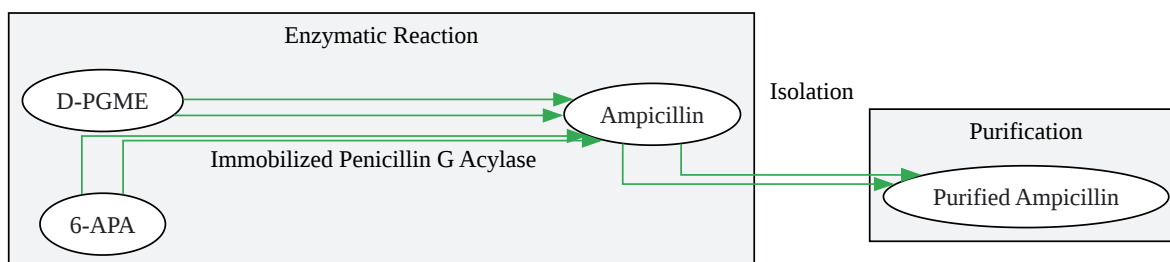 Enzymatic Reaction
D-PGME
Ampicillin
Isolation
Purification
Immobilized Penicillin G Acylase
Purified Ampicillin
6-APA